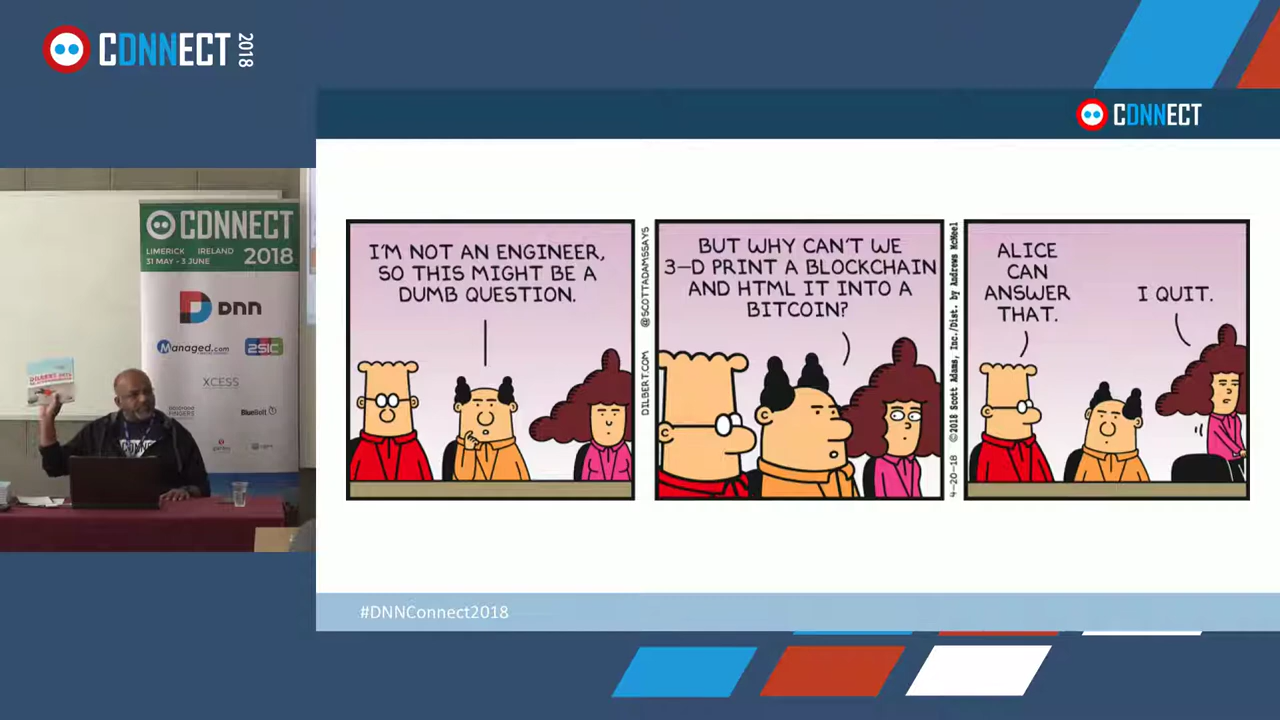 CDNNECT 2018
CDNNECT
I'M NOT AN ENGINEER,
SO THIS MIGHT BE A
DUMB QUESTION.
DILBERT.COM @SCOTTADAMSSAYS
BUT WHY CAN'T WE
3-D PRINT A BLOCKCHAIN
AND HTML IT INTO A
BITCOIN?
4-20-18 ©2018 Scott Adams, Inc./Dist. by Andrews McMeel
ALICE
CAN
ANSWER
THAT.
I QUIT.
CDNNECT
LIMERICK IRELAND
31 MAY - 3 JUNE 2018
DNN
Managed.com
2SIC
XCESS
#DNNConnect2018